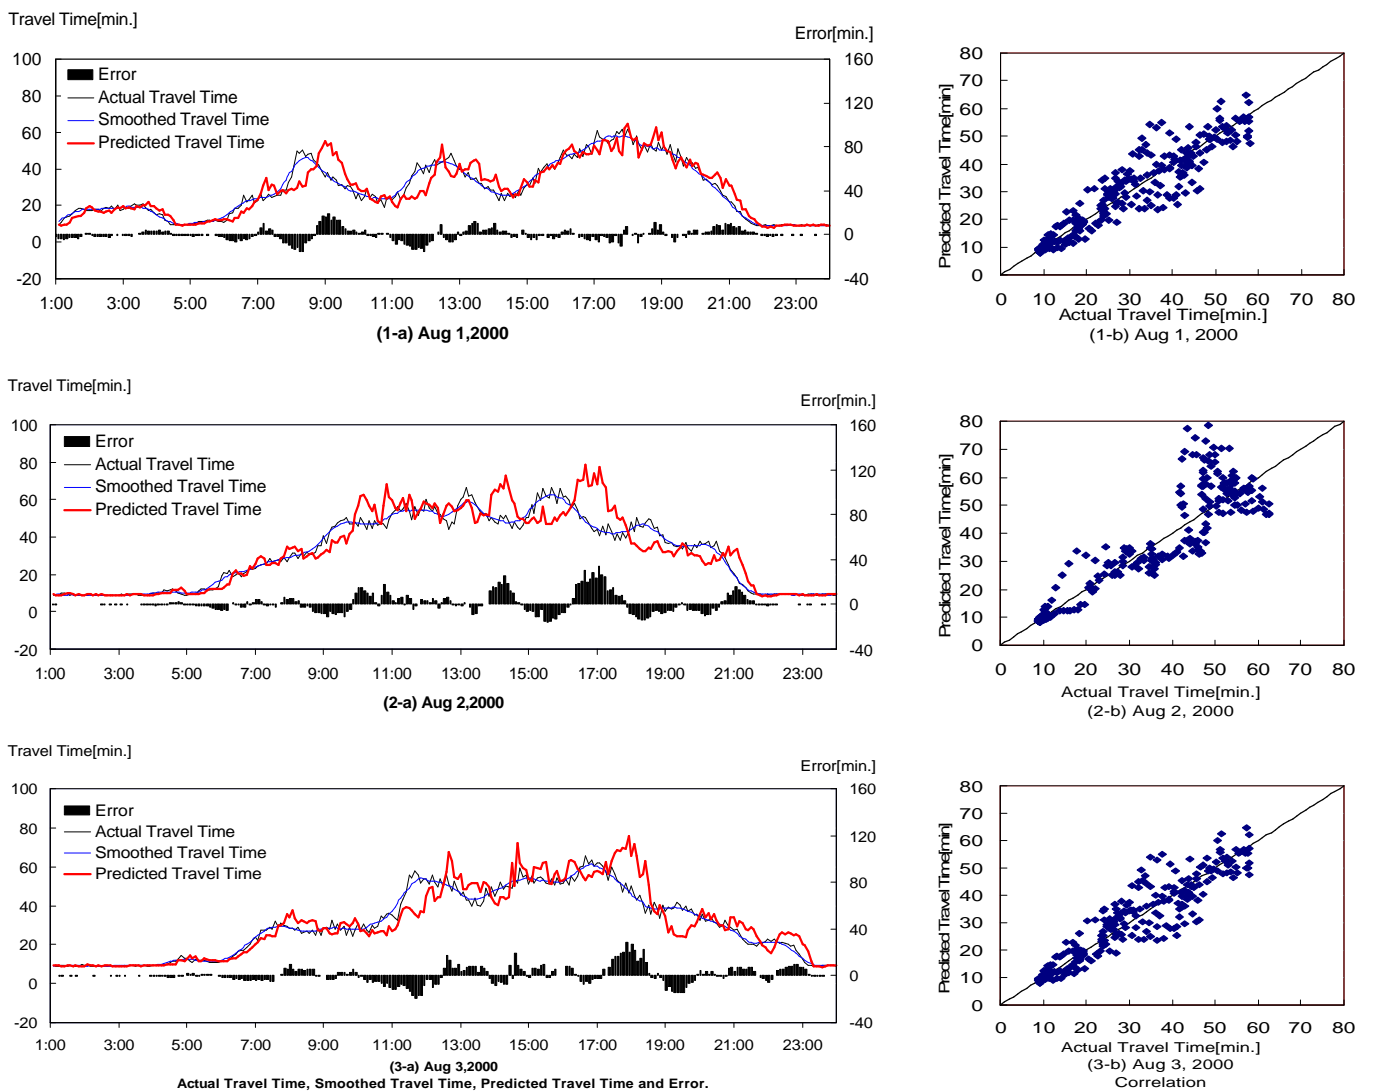 Travel Time[min.]
Error[min.]
100
80
60
40
20
0
-20
160
120
80
40
0
-40
Error
Actual Travel Time
Smoothed Travel Time
Predicted Travel Time
1:00 3:00 5:00 7:00 9:00 11:00 13:00 15:00 17:00 19:00 21:00 23:00
(1-a) Aug 1,2000
80
70
60
50
40
30
20
10
0
Predicted Travel Time[min]
0 10 20 30 40 50 60 70 80
Actual Travel Time[min.]
(1-b) Aug 1, 2000
Travel Time[min.]
Error[min.]
100
80
60
40
20
0
-20
160
120
80
40
0
-40
Error
Actual Travel Time
Smoothed Travel Time
Predicted Travel Time
1:00 3:00 5:00 7:00 9:00 11:00 13:00 15:00 17:00 19:00 21:00 23:00
(2-a) Aug 2,2000
80
70
60
50
40
30
20
10
0
Predicted Travel Time[min]
0 10 20 30 40 50 60 70 80
Actual Travel Time[min.]
(2-b) Aug 2, 2000
Travel Time[min.]
Error[min.]
100
80
60
40
20
0
-20
160
120
80
40
0
-40
Error
Actual Travel Time
Smoothed Travel Time
Predicted Travel Time
1:00 3:00 5:00 7:00 9:00 11:00 13:00 15:00 17:00 19:00 21:00 23:00
(3-a) Aug 3,2000
Actual Travel Time, Smoothed Travel Time, Predicted Travel Time and Error.
80
70
60
50
40
30
20
10
0
Predicted Travel Time[min]
0 10 20 30 40 50 60 70 80
Actual Travel Time[min.]
(3-b) Aug 3, 2000
Correlation